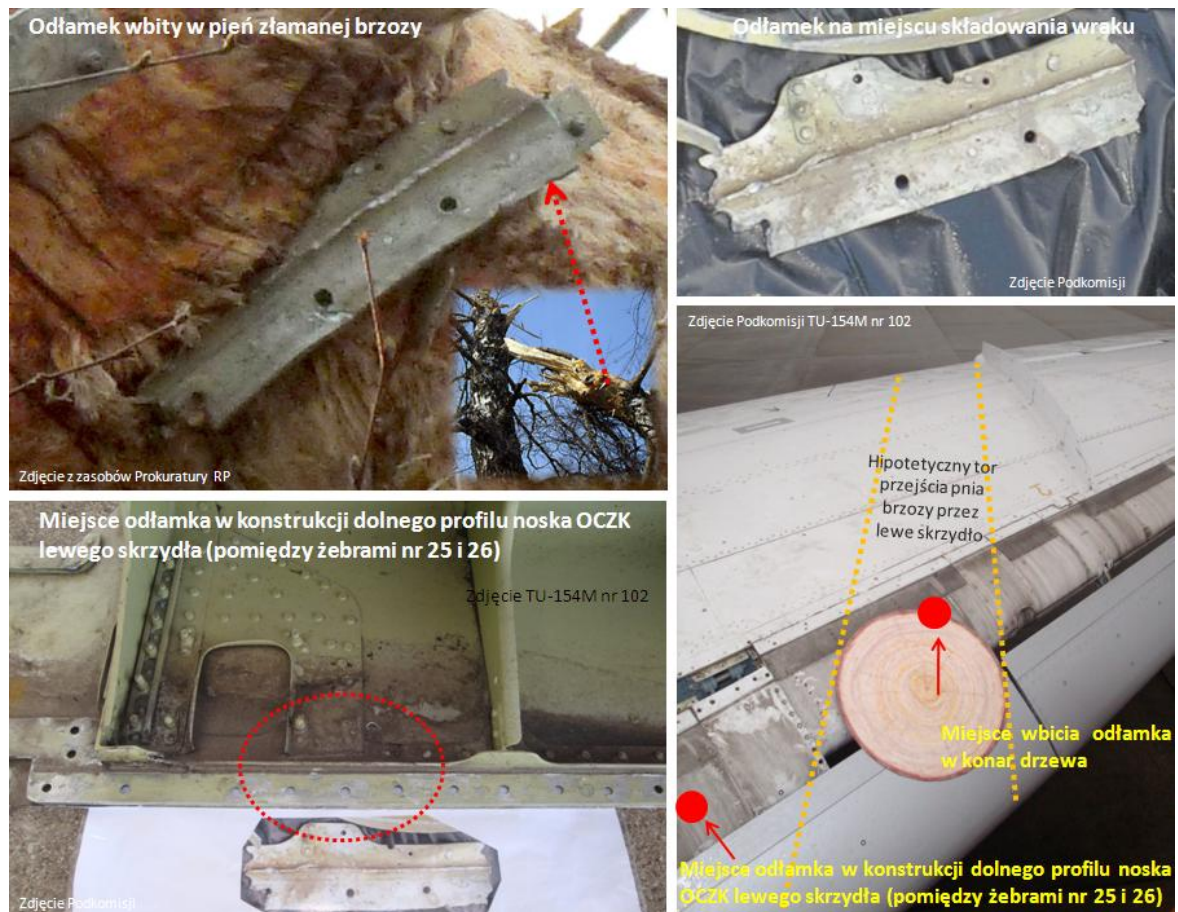 Odłamek wbity w pień złamanej brzozy
Zdjęcie z zasobów Prokuratury RP
Odłamek na miejscu składowania wraku
Zdjęcie Podkomisji
Miejsce odłamka w konstrukcji dolnego profilu noska OCZK
lewego skrzydła (pomiędzy żebrami nr 25 i 26)
Zdjęcie TU-154M nr 102
Zdjęcie Podkomisji
Zdjęcie Podkomisji TU-154M nr 102
Hipotetyczny tor
przejścia pnia
brzozy przez
lewe skrzydło
Miejsce wbicia odłamka
w konar drzewa
Miejsce odłamka w konstrukcji dolnego profilu noska
OCZK lewego skrzydła (pomiędzy żebrami nr 25 i 26)